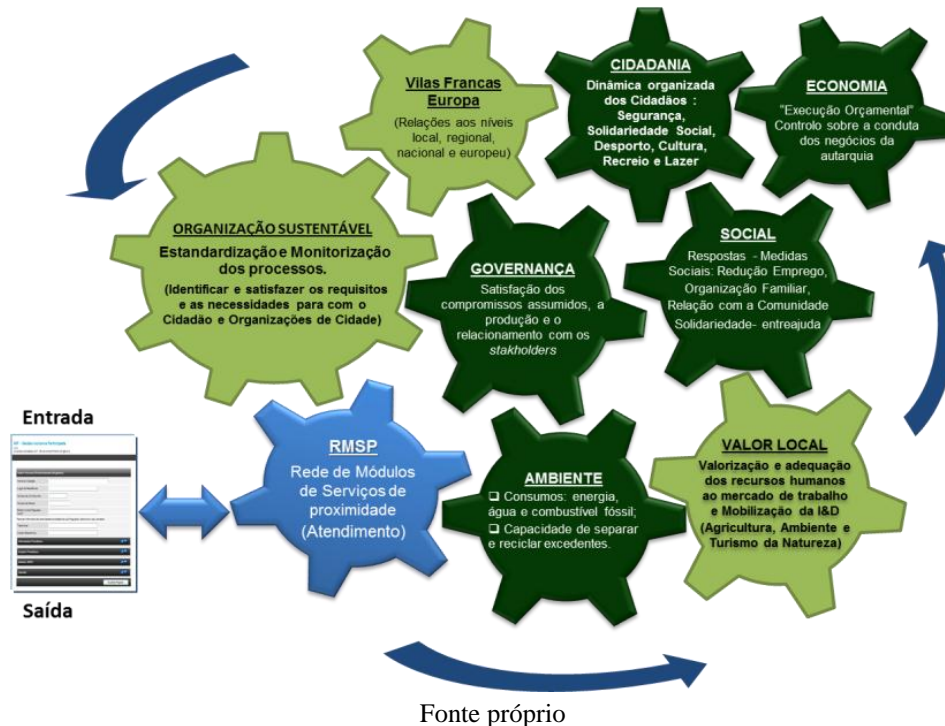 Vilas Francas
Europa
(Relações aos níveis
local, regional,
nacional e europeu)
CIDADANIA
Dinâmica organizada
dos Cidadãos :
Segurança,
Solidariedade Social,
Desporto, Cultura,
Recreio e Lazer
ECONOMIA
"Execução Orçamental"
Controlo sobre a conduta
dos negócios da
autarquia
ORGANIZAÇÃO SUSTENTÁVEL
Estandardização e Monitorização
dos processos.
(Identificar e satisfazer os requisitos
e as necessidades para com o
Cidadão e Organizações de Cidade)
GOVERNANÇA
Satisfação dos
compromissos assumidos, a
produção e o
relacionamento com os
stakholders
SOCIAL
Respostas - Medidas
Sociais: Redução Emprego,
Organização Familiar,
Relação com a Comunidade
Solidariedade- entreajuda
Entrada
Saída
RMSP
Rede de Módulos
de Serviços de
proximidade
(Atendimento)
AMBIENTE
❑ Consumos: energia,
água e combustível fóssil;
❑ Capacidade de separar
e reciclar excedentes.
VALOR LOCAL
Valorização e adequação
dos recursos humanos
ao mercado de trabalho
e Mobilização da I&D
(Agricultura, Ambiente e
Turismo da Natureza)
Fonte próprio